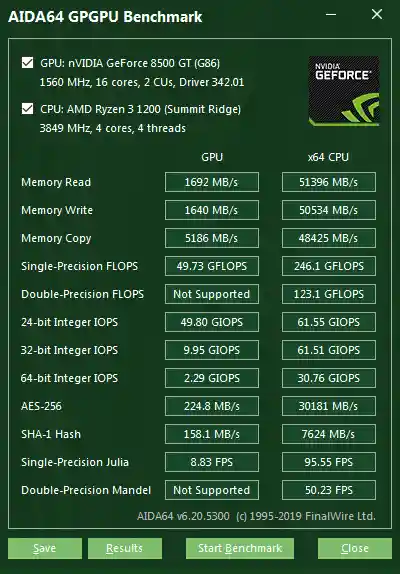 AIDA64 GPGPU Benchmark
GPU: nVIDIA GeForce 8500 GT (G86)
1560 MHz, 16 cores, 2 CUs, Driver 342.01
CPU: AMD Ryzen 3 1200 (Summit Ridge)
3849 MHz, 4 cores, 4 threads
NVIDIA
GEFORCE
GPU x64 CPU
Memory Read 1692 MB/s 51396 MB/s
Memory Write 1640 MB/s 50534 MB/s
Memory Copy 5186 MB/s 48425 MB/s
Single-Precision FLOPS 49.73 GFLOPS 246.1 GFLOPS
Double-Precision FLOPS Not Supported 123.1 GFLOPS
24-bit Integer IOPS 49.80 GIOPS 61.55 GIOPS
32-bit Integer IOPS 9.95 GIOPS 61.51 GIOPS
64-bit Integer IOPS 2.29 GIOPS 30.76 GIOPS
AES-256 224.8 MB/s 30181 MB/s
SHA-1 Hash 158.1 MB/s 7624 MB/s
Single-Precision Julia 8.83 FPS 95.55 FPS
Double-Precision Mandel Not Supported 50.23 FPS
AIDA64 v6.20.5300 (c) 1995-2019 FinalWire Ltd.
Save Results Start Benchmark Close